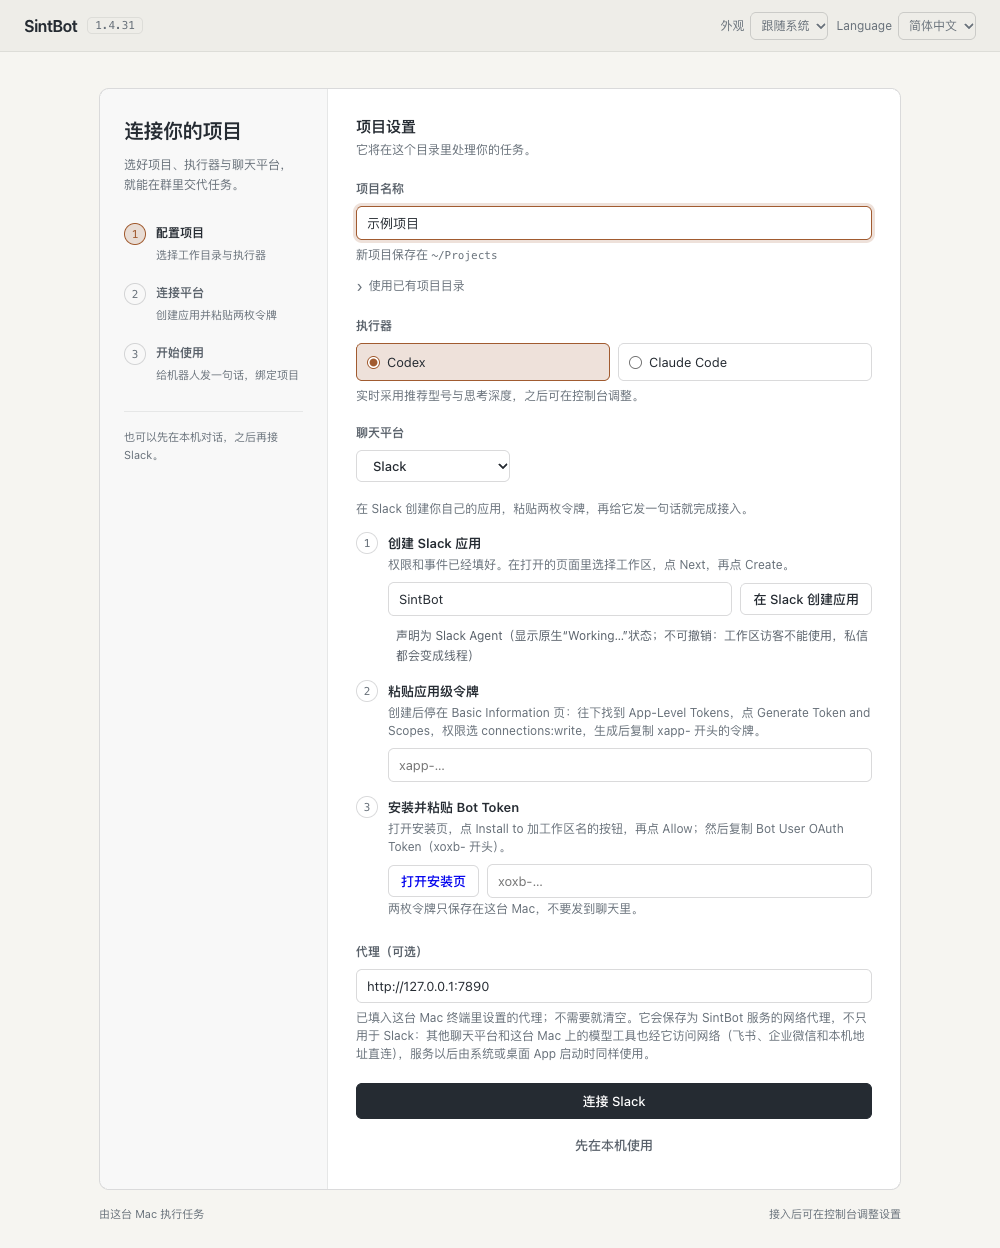 SintBot 1.4.31 外观 跟随系统 Language 简体中文
连接你的项目
选好项目、执行器与聊天平台，
就能在群里交代任务。
1 配置项目
选择工作目录与执行器
2 连接平台
创建应用并粘贴两枚令牌
3 开始使用
给机器人发一句话，绑定项目
也可以先在本机对话，之后再接
Slack。
项目设置
它将在这个目录里处理你的任务。
项目名称
示例项目
新项目保存在 ~/Projects
› 使用已有项目目录
执行器
Codex Claude Code
实时采用推荐型号与思考深度，之后可在控制台调整。
聊天平台
Slack
在 Slack 创建你自己的应用，粘贴两枚令牌，再给它发一句话就完成接入。
1 创建 Slack 应用
权限和事件已经填好。在打开的页面里选择工作区，点 Next，再点 Create。
SintBot 在 Slack 创建应用
声明为 Slack Agent（显示原生“Working…”状态；不可撤销：工作区访客不能使用，私信
都会变成线程）
2 粘贴应用级令牌
创建后停在 Basic Information 页：往下找到 App-Level Tokens，点 Generate Token and
Scopes，权限选 connections:write，生成后复制 xapp- 开头的令牌。
xapp-…
3 安装并粘贴 Bot Token
打开安装页，点 Install to 加工作区名的按钮，再点 Allow；然后复制 Bot User OAuth
Token（xoxb- 开头）。
打开安装页 xoxb-…
两枚令牌只保存在这台 Mac，不要发到聊天里。
代理（可选）
http://127.0.0.1:7890
已填入这台 Mac 终端里设置的代理；不需要就清空。它会保存为 SintBot 服务的网络代理，不只
用于 Slack：其他聊天平台和这台 Mac 上的模型工具也经它访问网络（飞书、企业微信和本机地
址直连），服务以后由系统或桌面 App 启动时同样使用。
连接 Slack
先在本机使用
由这台 Mac 执行任务 接入后可在控制台调整设置